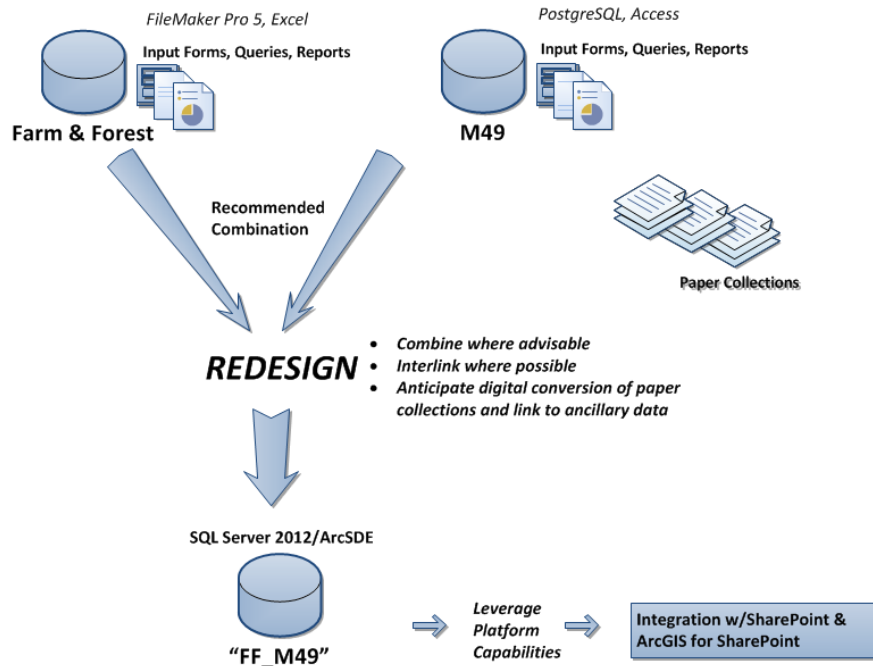 FileMaker Pro 5, Excel
Input Forms, Queries, Reports
Farm & Forest
PostgreSQL, Access
Input Forms, Queries, Reports
M49
Recommended
Combination
Paper Collections
REDESIGN
• Combine where advisable
• Interlink where possible
• Anticipate digital conversion of paper
collections and link to ancillary data
SQL Server 2012/ArcSDE
“FF_M49”
Leverage
Platform
Capabilities
Integration w/SharePoint &
ArcGIS for SharePoint